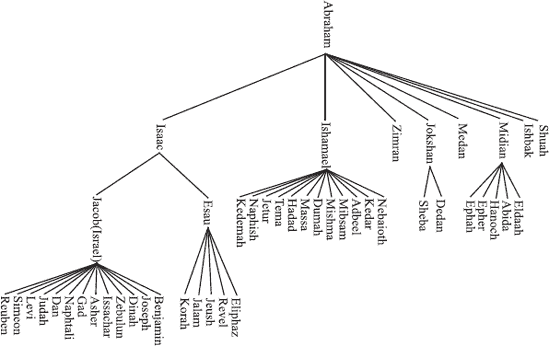 Abraham
Isaac
Ishamael
Zimran
Jokshan
Medan
Midian
Ishbak
Shuah
Jacob(Israel)
Esau
Kedemah
Naphish
Jetur
Tema
Hadad
Massa
Dumah
Mishma
Mibsam
Adbeel
Kedar
Nebaioth
Sheba
Dedan
Ephah
Epher
Hanoch
Abida
Eldaah
Reuben
Simeon
Levi
Judah
Dan
Naphtali
Gad
Asher
Issachar
Zebulun
Dinah
Joseph
Benjamin
Korah
Jalam
Jeush
Revel
Eliphaz